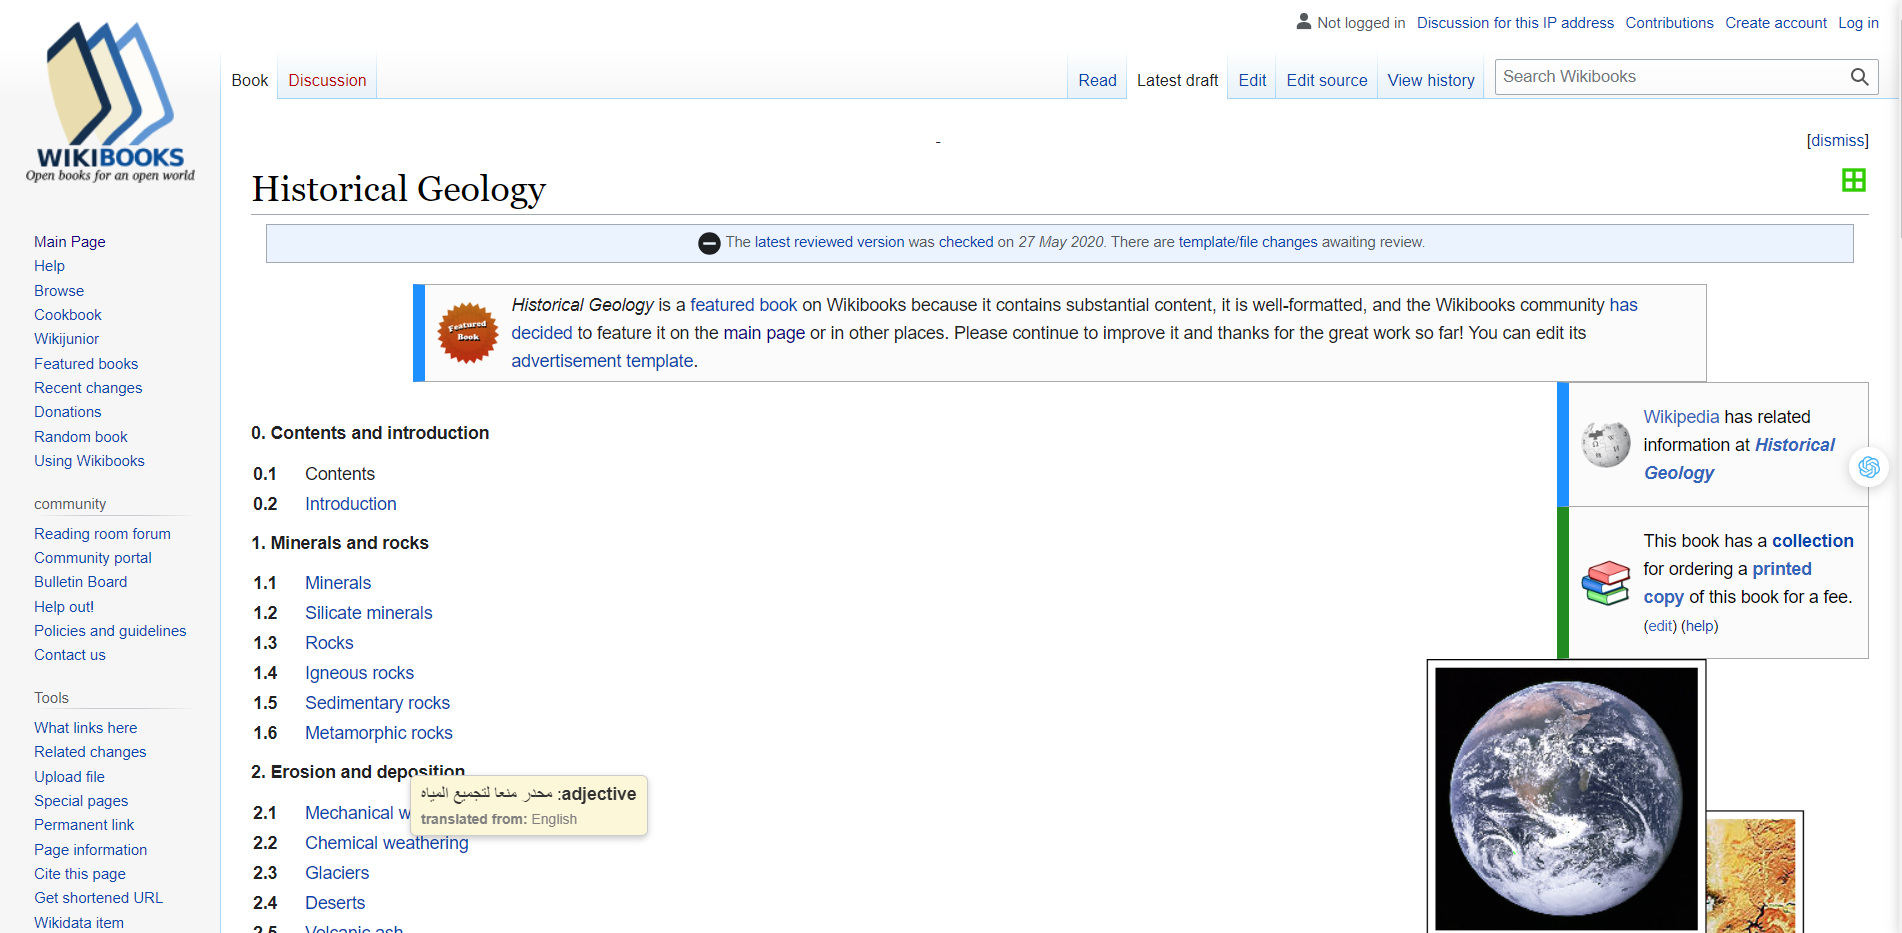 Not logged in Discussion for this IP address Contributions Create account Log in
WIKIBOOKS
Open books for an open world
Book Discussion Read Latest draft Edit Edit source View history Search Wikibooks
-
[dismiss]
Historical Geology
The latest reviewed version was checked on 27 May 2020. There are template/file changes awaiting review.
Featured
Book
Historical Geology is a featured book on Wikibooks because it contains substantial content, it is well-formatted, and the Wikibooks community has
decided to feature it on the main page or in other places. Please continue to improve it and thanks for the great work so far! You can edit its
advertisement template.
Main Page
Help
Browse
Cookbook
Wikijunior
Featured books
Recent changes
Donations
Random book
Using Wikibooks
community
Reading room forum
Community portal
Bulletin Board
Help out!
Policies and guidelines
Contact us
Tools
What links here
Related changes
Upload file
Special pages
Permanent link
Page information
Cite this page
Get shortened URL
Wikidata item
0. Contents and introduction
0.1 Contents
0.2 Introduction
1. Minerals and rocks
1.1 Minerals
1.2 Silicate minerals
1.3 Rocks
1.4 Igneous rocks
1.5 Sedimentary rocks
1.6 Metamorphic rocks
2. Erosion and deposition
adjective: محدر منعا لتجميع المياه
translated from: English
2.1 Mechanical w
2.2 Chemical weathering
2.3 Glaciers
2.4 Deserts
2.5 Volcanic ash
Wikipedia has related
information at Historical
Geology
This book has a collection
for ordering a printed
copy of this book for a fee.
(edit) (help)